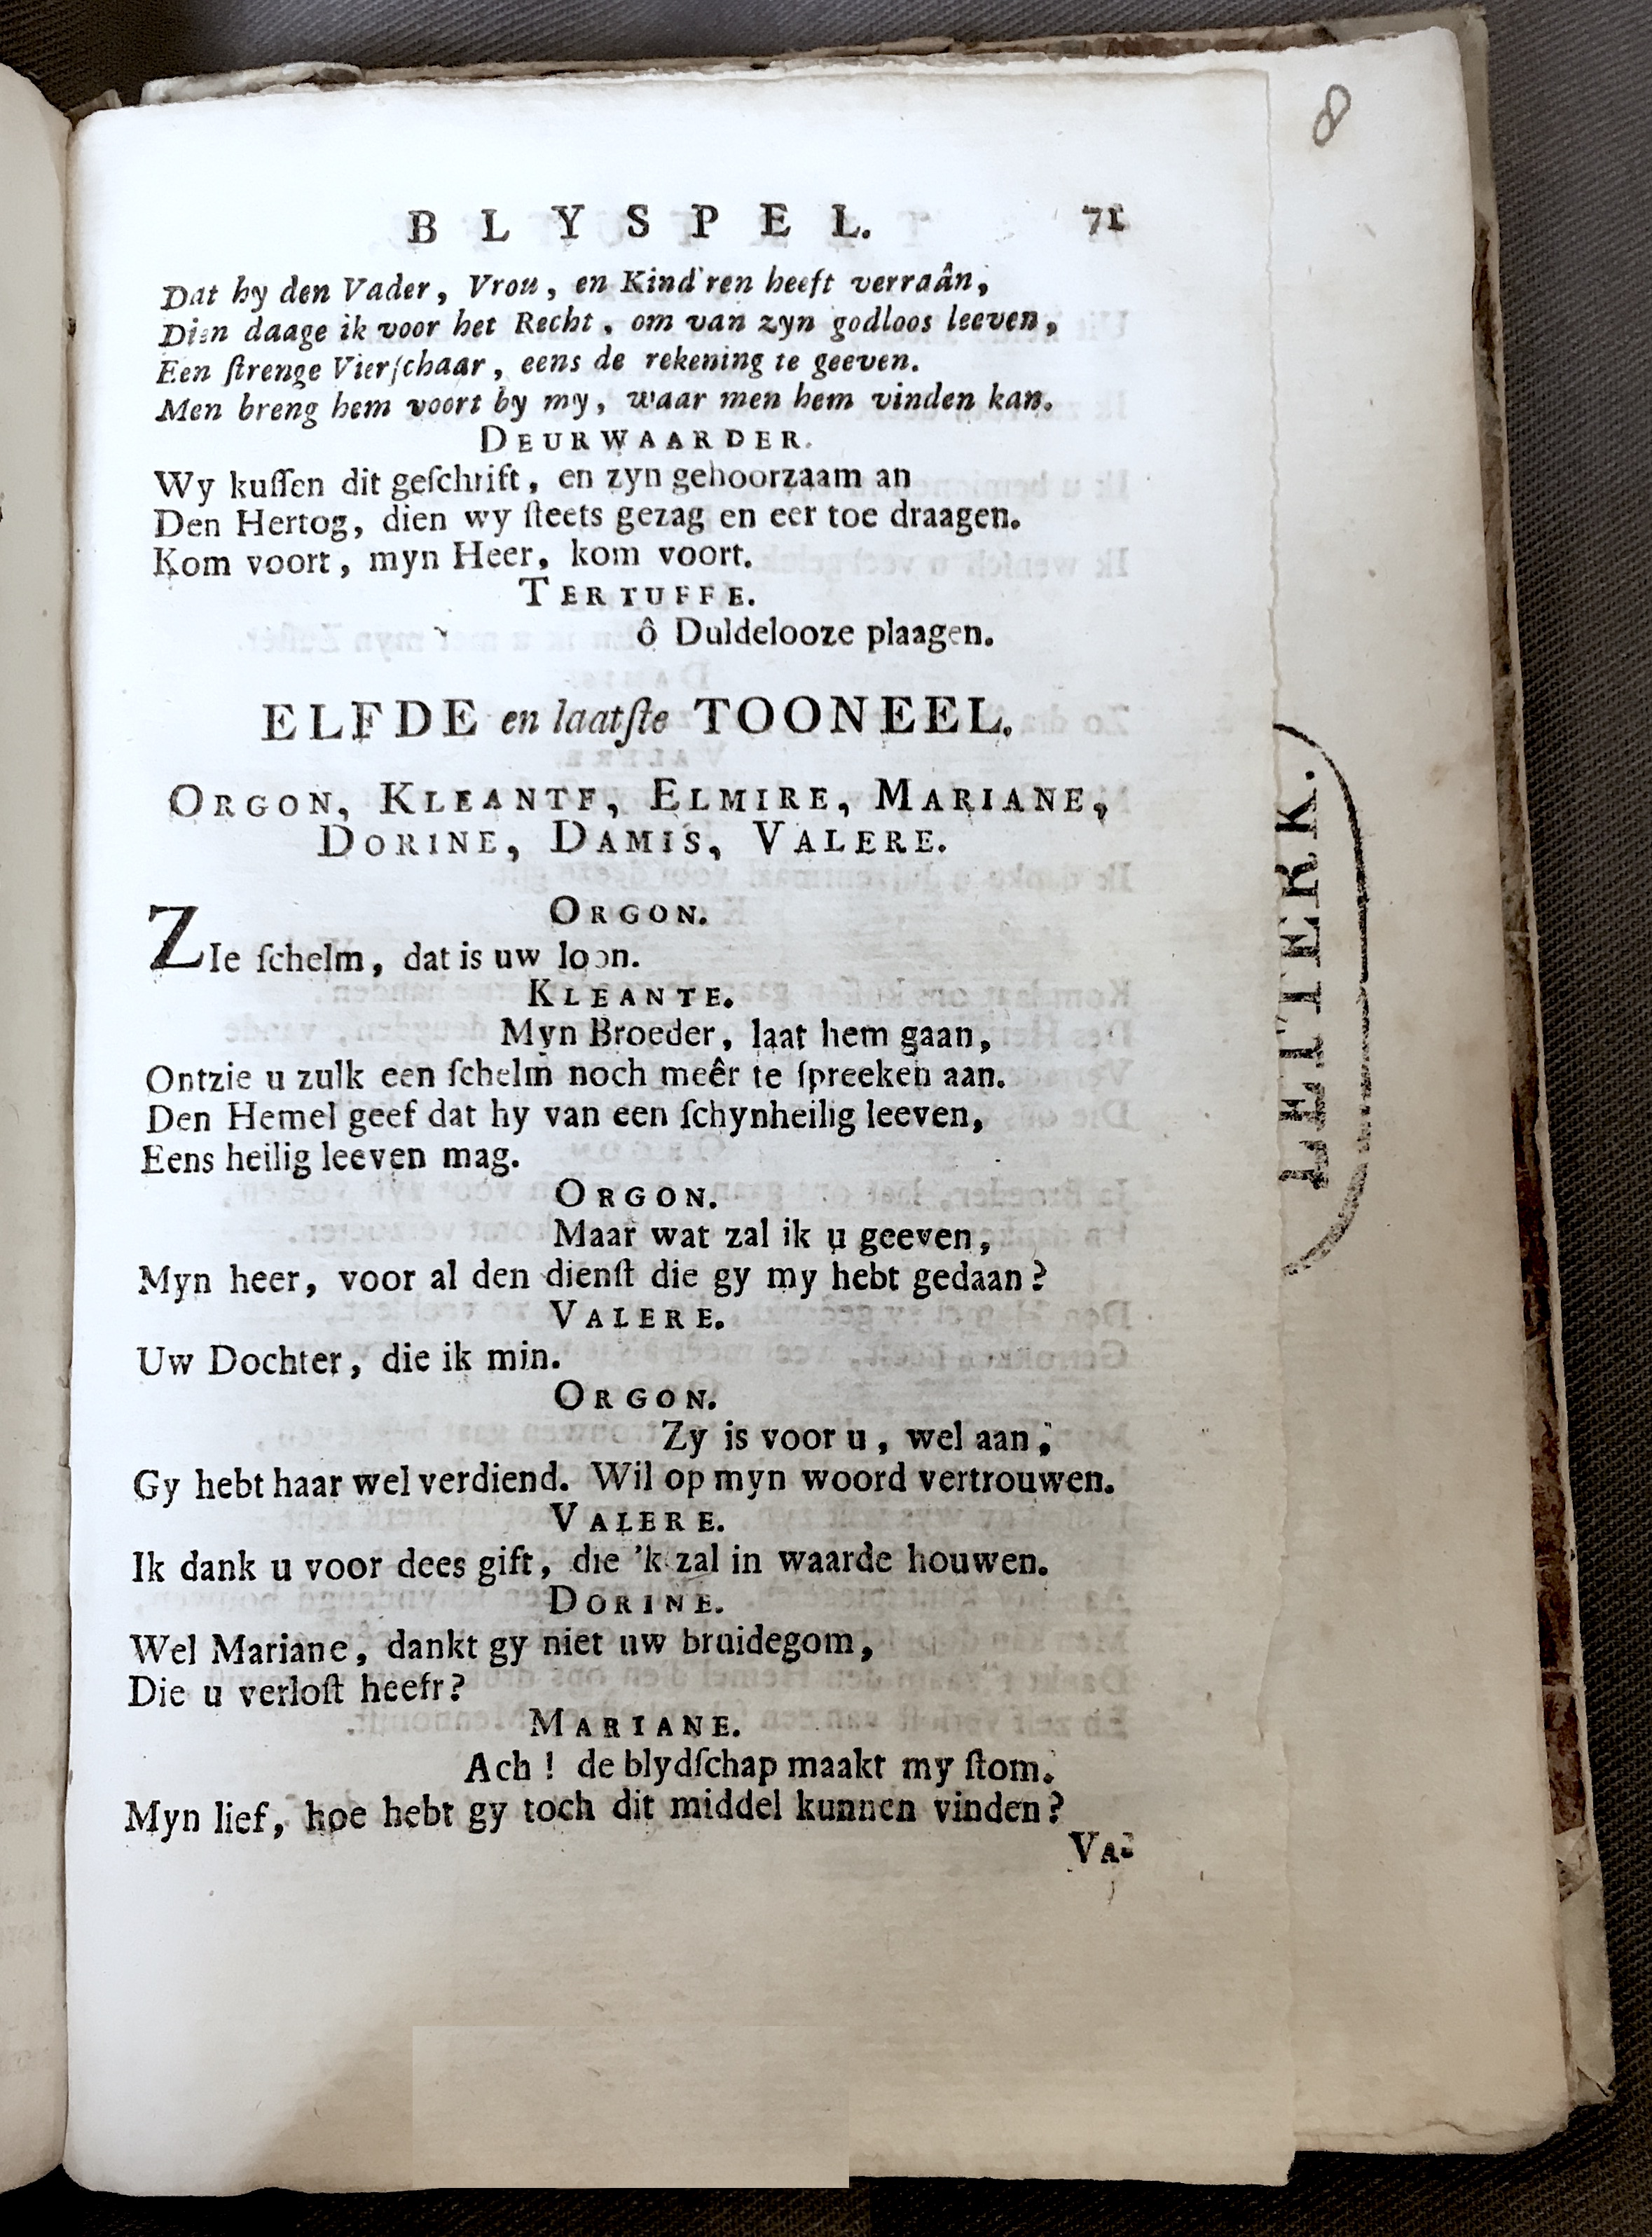 8
BLYSPEL. 71
Dat hy den Vader, Vrou, en Kind'ren heeft verraân,
Dien daage ik voor het Recht, om van zyn godloos leeven,
Een ſtrenge Vierſchaar, eens de rekening te geeven.
Men breng hem voort by my, waar men hem vinden kan.
DEURWAARDER.
Wy kuſſen dit geſchrift, en zyn gehoorzaam an
Den Hertog, dien wy ſteets gezag en eer toe draagen.
Kom voort, myn Heer, kom voort.
TERTUFFE.
ô Duldelooze plaagen.
ELFDE en laatſte TOONEEL.
ORGON, KLEANTE, ELMIRE, MARIANE,
DORINE, DAMIS, VALERE.
ORGON.
ZIe ſchelm, dat is uw loon.
KLEANTE.
Myn Broeder, laat hem gaan,
Ontzie u zulk een ſchelm noch meêr te ſpreeken aan.
Den Hemel geef dat hy van een ſchynheilig leeven,
Eens heilig leeven mag.
ORGON.
Maar wat zal ik u geeven,
Myn heer, voor al den dienſt die gy my hebt gedaan?
VALERE.
Uw Dochter, die ik min.
ORGON.
Zy is voor u, wel aan;
Gy hebt haar wel verdiend. Wil op myn woord vertrouwen.
VALERE.
Ik dank u voor dees gift, die 'k zal in waarde houwen.
DORINE.
Wel Mariane, dankt gy niet uw bruidegom,
Die u verloſt heefr?
MARIANE.
Ach! de blydſchap maakt my ſtom.
Myn lief, hoe hebt gy toch dit middel kunnen vinden?
VA-
LETTERK.